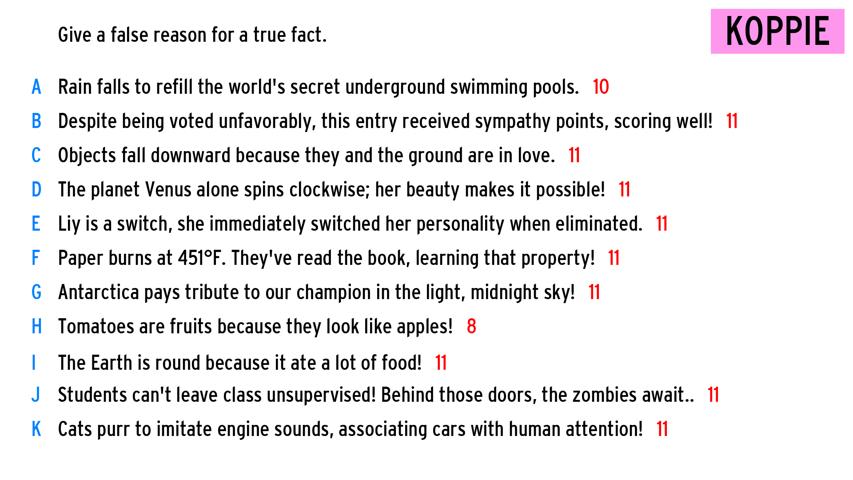 Give a false reason for a true fact.
KOPPIE
A Rain falls to refill the world's secret underground swimming pools. 10
B Despite being voted unfavorably, this entry received sympathy points, scoring well! 11
C Objects fall downward because they and the ground are in love. 11
D The planet Venus alone spins clockwise; her beauty makes it possible! 11
E Liy is a switch, she immediately switched her personality when eliminated. 11
F Paper burns at 451°F. They've read the book, learning that property! 11
G Antarctica pays tribute to our champion in the light, midnight sky! 11
H Tomatoes are fruits because they look like apples! 8
I The Earth is round because it ate a lot of food! 11
J Students can't leave class unsupervised! Behind those doors, the zombies await.. 11
K Cats purr to imitate engine sounds, associating cars with human attention! 11